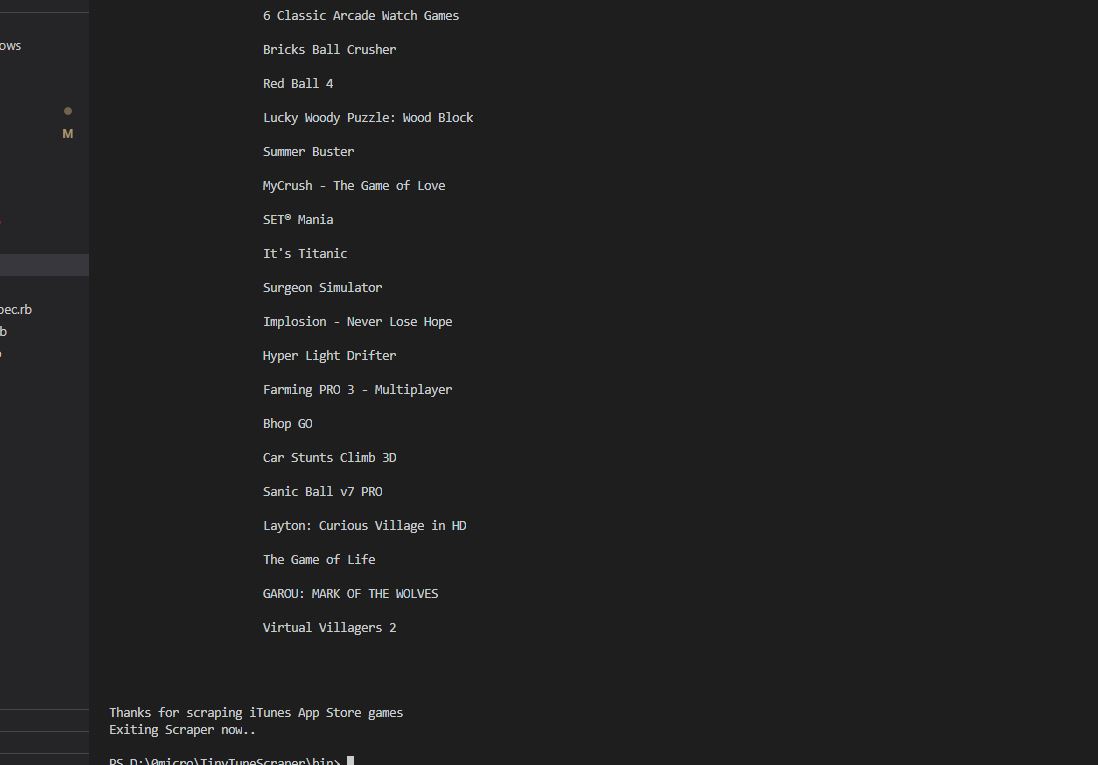 6 Classic Arcade Watch Games
ows
Bricks Ball Crusher
Red Ball 4
Lucky Woody Puzzle: Wood Block
M
Summer Buster
MyCrush - The Game of Love
SET® Mania
It's Titanic
Surgeon Simulator
pec.rb
Implosion - Never Lose Hope
b
Hyper Light Drifter
Farming PRO 3 - Multiplayer
Bhop GO
Car Stunts Climb 3D
Sanic Ball v7 PRO
Layton: Curious Village in HD
The Game of Life
GAROU: MARK OF THE WOLVES
Virtual Villagers 2
Thanks for scraping iTunes App Store games
Exiting Scraper now..
PS D:\0micro\TinyTuneScraper\bin>